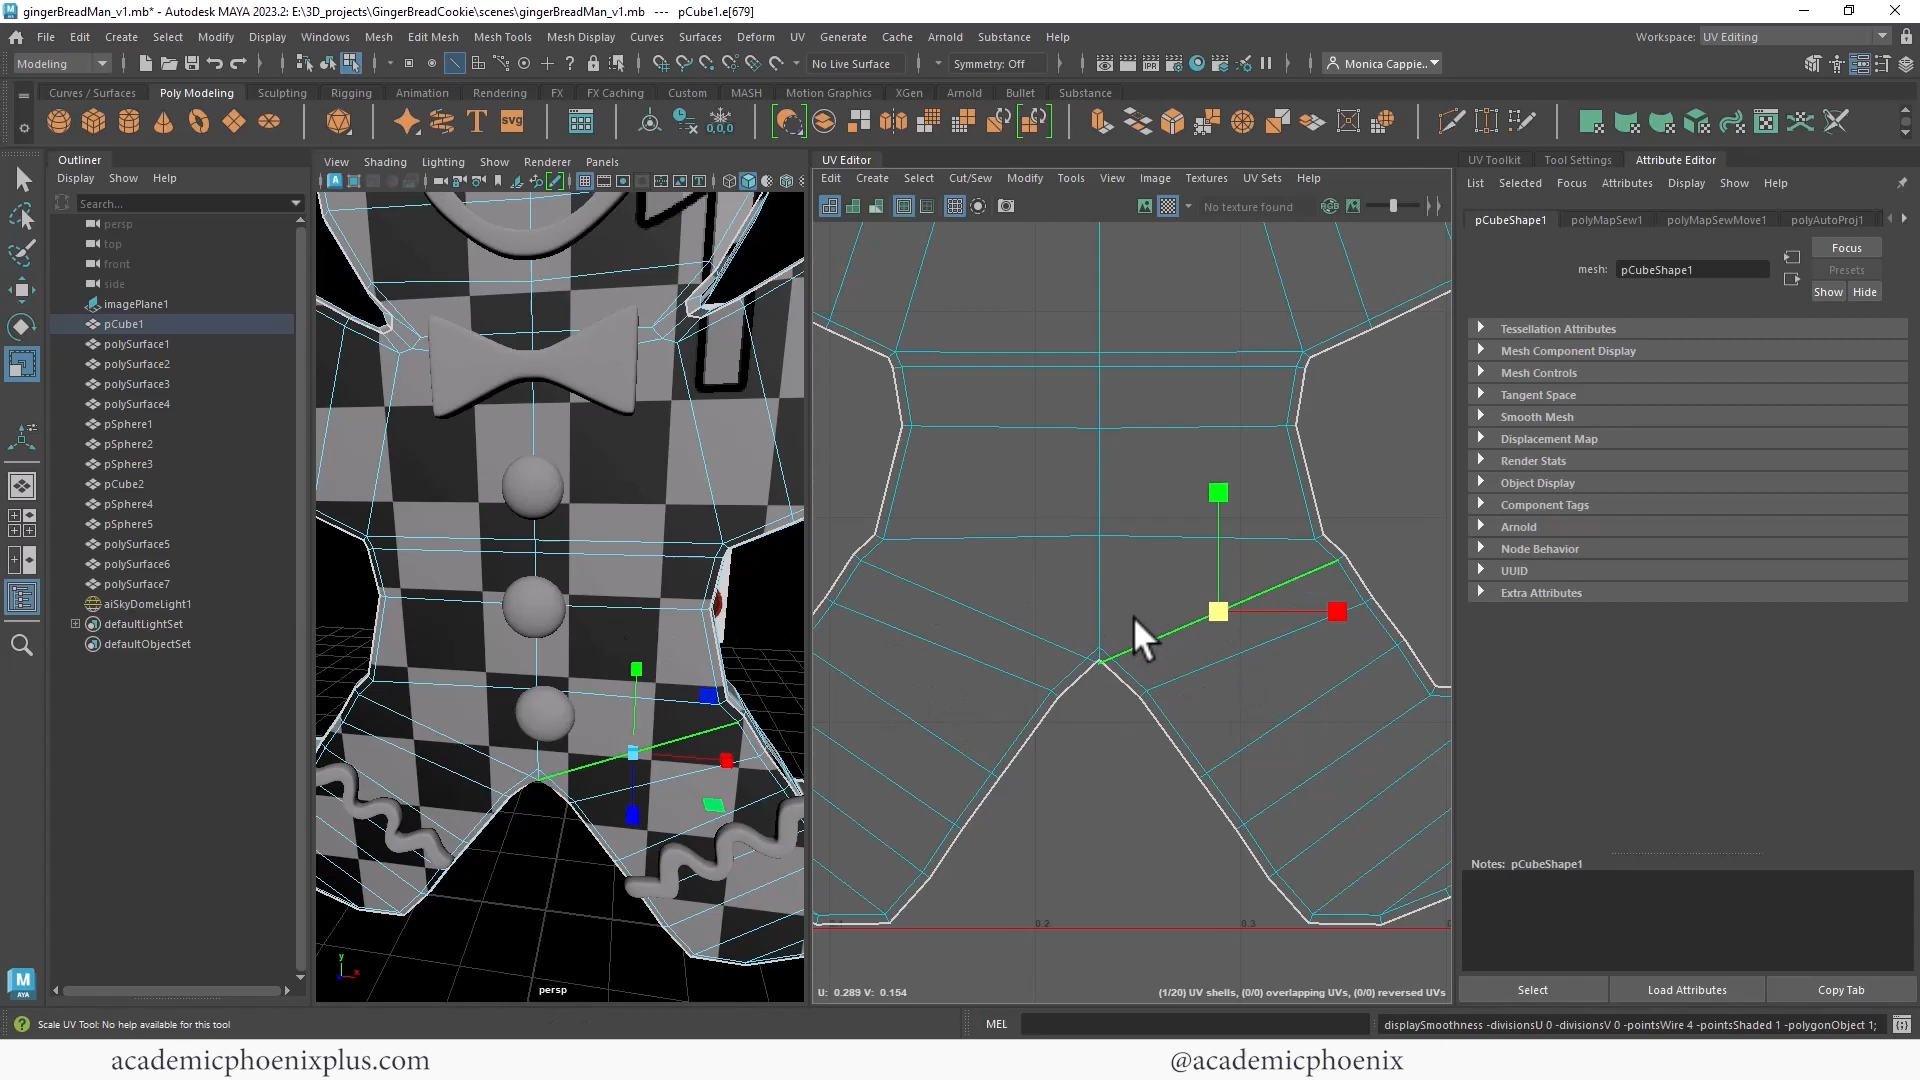 gingerBreadMan_v1.mb* - Autodesk MAYA 2023.2: E:\3D_projects\GingerBreadCookie\scenes\gingerBreadMan_v1.mb --- pCube1.e[679]
File Edit Create Select Modify Display Windows Mesh Edit Mesh Mesh Tools Mesh Display Curves Surfaces Deform UV Generate Cache Arnold Substance Help Workspace: UV Editing
Modeling No Live Surface Symmetry: Off Monica Cappie...
Curves / Surfaces Poly Modeling Sculpting Rigging Animation Rendering FX FX Caching Custom MASH Motion Graphics XGen Arnold Bullet Substance
T svg 0,0,0
Outliner
Display Show Help
Search...
persp
top
front
side
imagePlane1
pCube1
polySurface1
polySurface2
polySurface3
polySurface4
pSphere1
pSphere2
pSphere3
pCube2
pSphere4
pSphere5
polySurface5
polySurface6
polySurface7
aiSkyDomeLight1
defaultLightSet
defaultObjectSet
View Shading Lighting Show Renderer Panels
y
x
persp
UV Editor
Edit Create Select Cut/Sew Modify Tools View Image Textures UV Sets Help
No texture found
RGB
0.2
0.3
U: 0.289 V: 0.154 (1/20) UV shells, (0/0) overlapping UVs, (0/0) reversed UVs
UV Toolkit Tool Settings Attribute Editor
List Selected Focus Attributes Display Show Help
pCubeShape1 polyMapSew1 polyMapSewMove1 polyAutoProj1
Focus
mesh: pCubeShape1
Presets
Show Hide
Tessellation Attributes
Mesh Component Display
Mesh Controls
Tangent Space
Smooth Mesh
Displacement Map
Render Stats
Object Display
Component Tags
Arnold
Node Behavior
UUID
Extra Attributes
Notes: pCubeShape1
Select Load Attributes Copy Tab
M
AYA
Scale UV Tool: No help available for this tool
MEL
displaySmoothness -divisionsU 0 -divisionsV 0 -pointsWire 4 -pointsShaded 1 -polygonObject 1;
academicphoenixplus.com
@academicphoenix